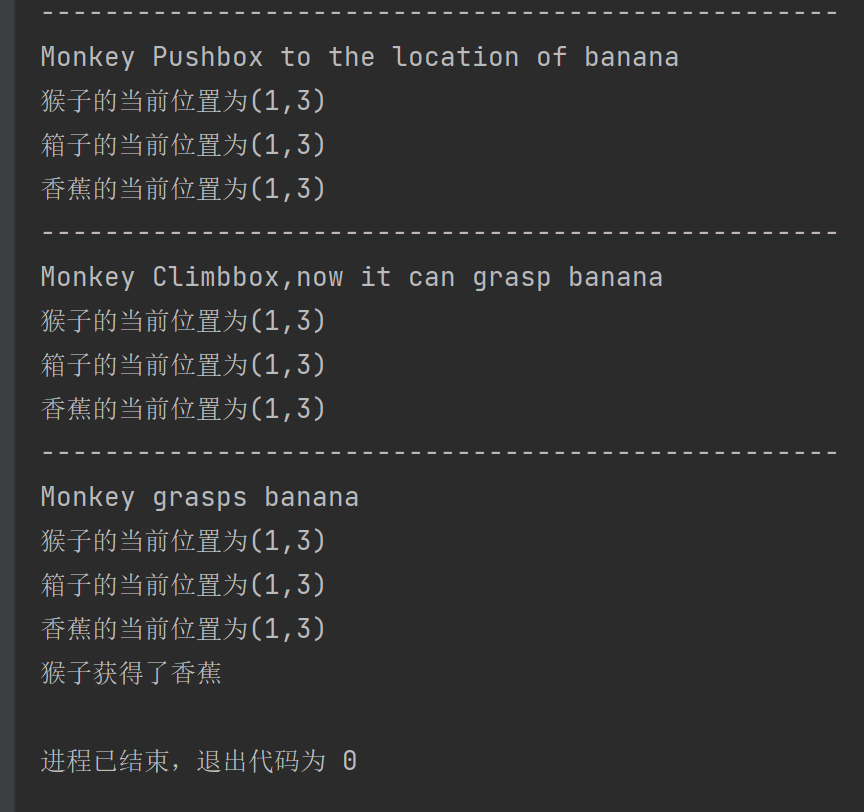 --------------------------------------------------
Monkey Pushbox to the location of banana
猴子的当前位置为(1,3)
箱子的当前位置为(1,3)
香蕉的当前位置为(1,3)
--------------------------------------------------
Monkey Climbbox,now it can grasp banana
猴子的当前位置为(1,3)
箱子的当前位置为(1,3)
香蕉的当前位置为(1,3)
--------------------------------------------------
Monkey grasps banana
猴子的当前位置为(1,3)
箱子的当前位置为(1,3)
香蕉的当前位置为(1,3)
猴子获得了香蕉
进程已结束，退出代码为 0